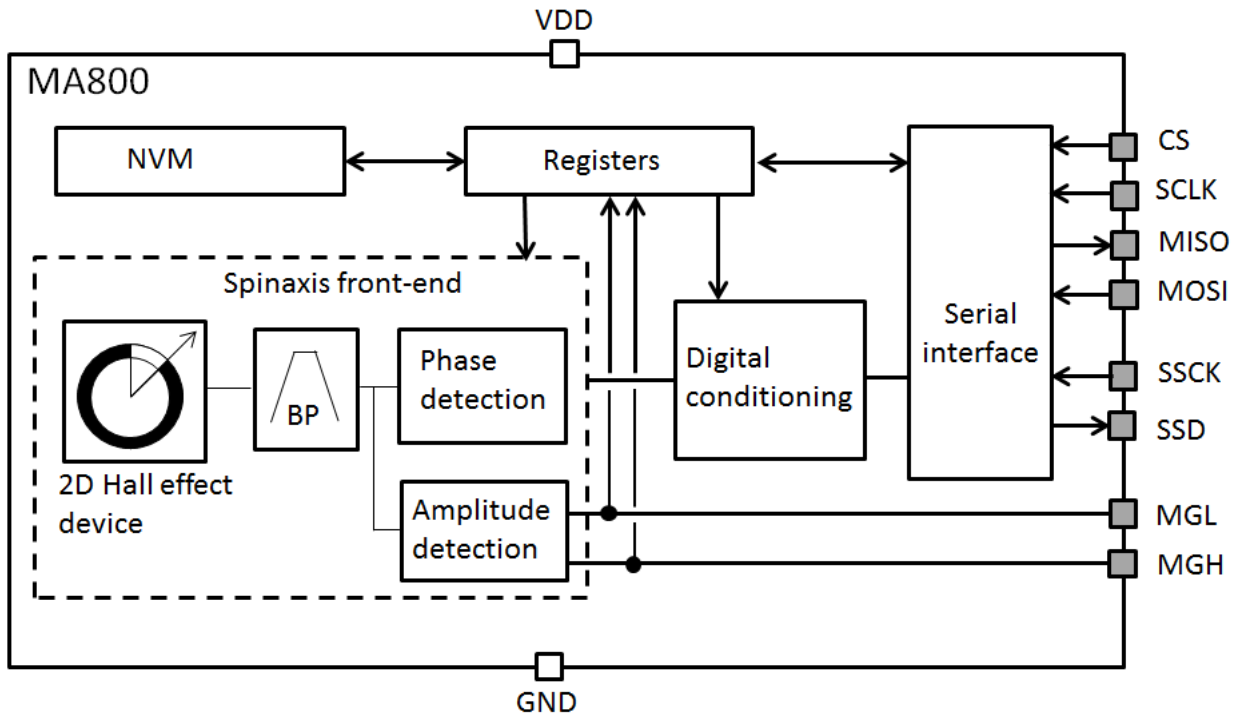 VDD
MA800
NVM
Registers
CS
SCLK
MISO
MOSI
SSCK
SSD
MGL
MGH
Serial
interface
Spinaxis front-end
Phase
detection
Digital
conditioning
BP
2D Hall effect
device
Amplitude
detection
GND